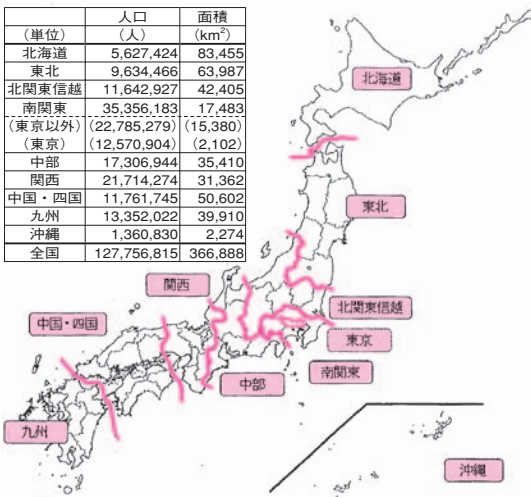 人口 面積
（単位） （人） （km²）
北海道 5,627,424 83,455
東北 9,634,466 63,987
北関東信越 11,642,927 42,405
南関東 35,356,183 17,483
（東京以外） （22,785,279） （15,380）
（東京） （12,570,904） （2,102）
中部 17,306,944 35,410
関西 21,714,274 31,362
中国・四国 11,761,745 50,602
九州 13,352,022 39,910
沖縄 1,360,830 2,274
全国 127,756,815 366,888
北海道
東北
関西
北関東信越
中国・四国
東京
南関東
中部
九州
沖縄